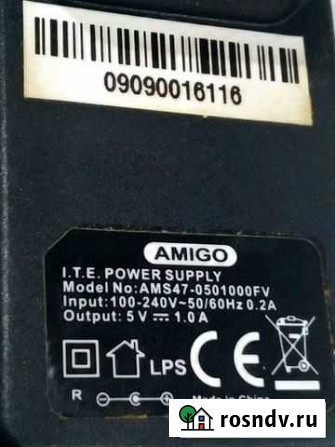 09090016116
AMIGO
I.T.E. POWER SUPPLY
Model No:AMS47-0501000FV
Input:100-240V~50/60Hz 0.2A
Output: 5V⎓1.0A
LPS CE
R
Made in China
rosndv.ru